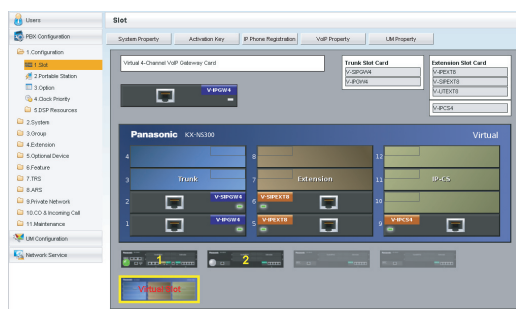 Users
PBX Configuration
1.Configuration
1.Slot
2.Portable Station
3.Option
4.Clock Priority
5.DSP Resources
2.System
3.Group
4.Extension
5.Optional Device
6.Feature
7.TRS
8.ARS
9.Private Network
10.CO & Incoming Call
11.Maintenance
UM Configuration
Network Service
Slot
System Property
Activation Key
IP Phone Registration
VoIP Property
UM Property
Virtual 4-Channel VoIP Gateway Card
V-IPGW4
Trunk Slot Card
V-SIPGW4
V-IPGW4
Extension Slot Card
V-IPEXT8
V-SIPEXT8
V-UTEXT8
V-IPCS4
Panasonic KX-NS300 Virtual
4 8 12
3 Trunk 7 Extension 11 IP-CS
2 V-SIPGW4 6 V-SIPEXT8 10
1 V-IPGW4 5 V-IPEXT8 9 V-IPCS4
1 2
Virtual Slot